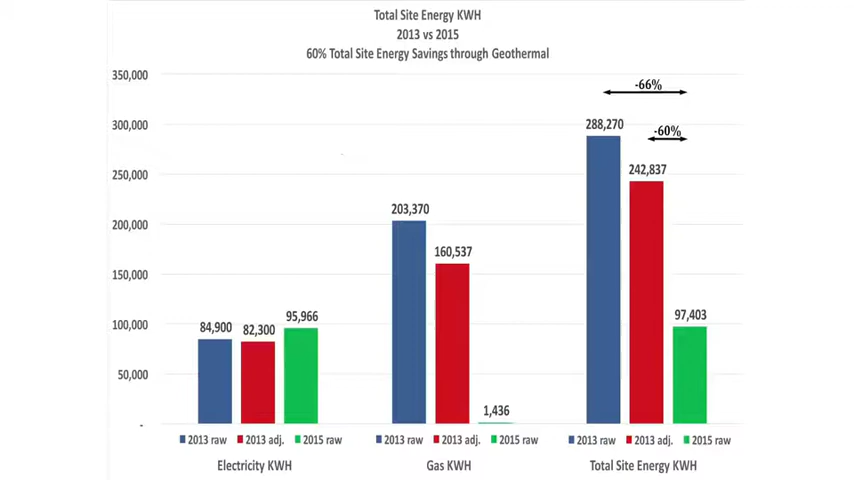 Total Site Energy KWH
2013 vs 2015
60% Total Site Energy Savings through Geothermal
350,000
300,000
250,000
200,000
150,000
100,000
50,000
-
84,900
82,300
95,966
203,370
160,537
1,436
288,270
242,837
97,403
-66%
-60%
2013 raw 2013 adj. 2015 raw
Electricity KWH
2013 raw 2013 adj. 2015 raw
Gas KWH
2013 raw 2013 adj. 2015 raw
Total Site Energy KWH